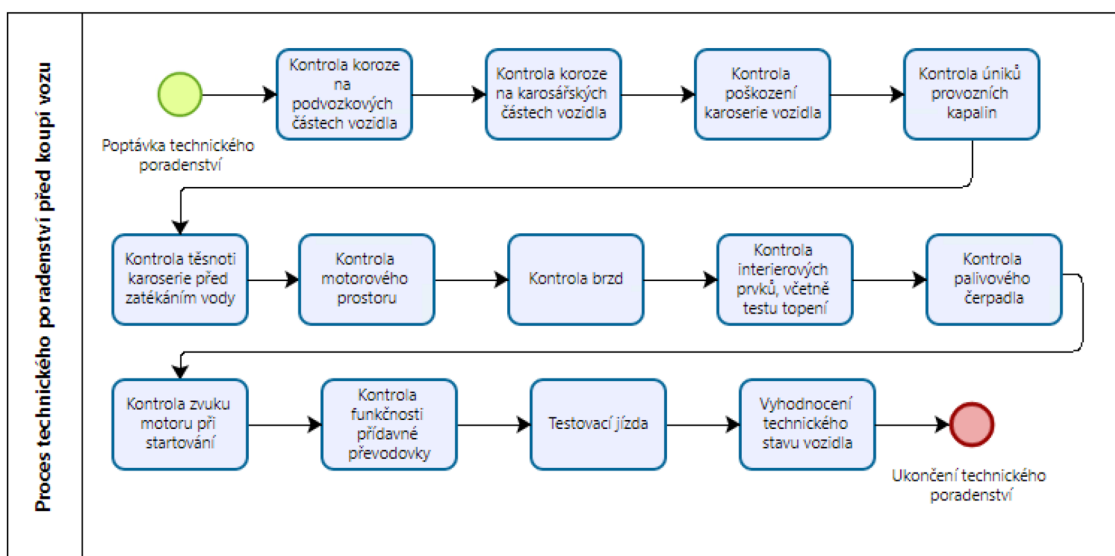 Proces technického poradenství před koupí vozu
Poptávka technického
poradenství
Kontrola koroze
na
podvozkových
částech vozidla
Kontrola koroze
na karosářských
částech vozidla
Kontrola
poškození
karoserie vozidla
Kontrola úniků
provozních
kapalin
Kontrola těsnoti
karoserie před
zatékáním vody
Kontrola
motorového
prostoru
Kontrola brzd
Kontrola
interierových
prvků, včetně
testu topení
Kontrola
palivového
čerpadla
Kontrola zvuku
motoru při
startování
Kontrola
funkčnosti
přídavné
převodovky
Testovací jízda
Vyhodnocení
technického
stavu vozidla
Ukončení technického
poradenství